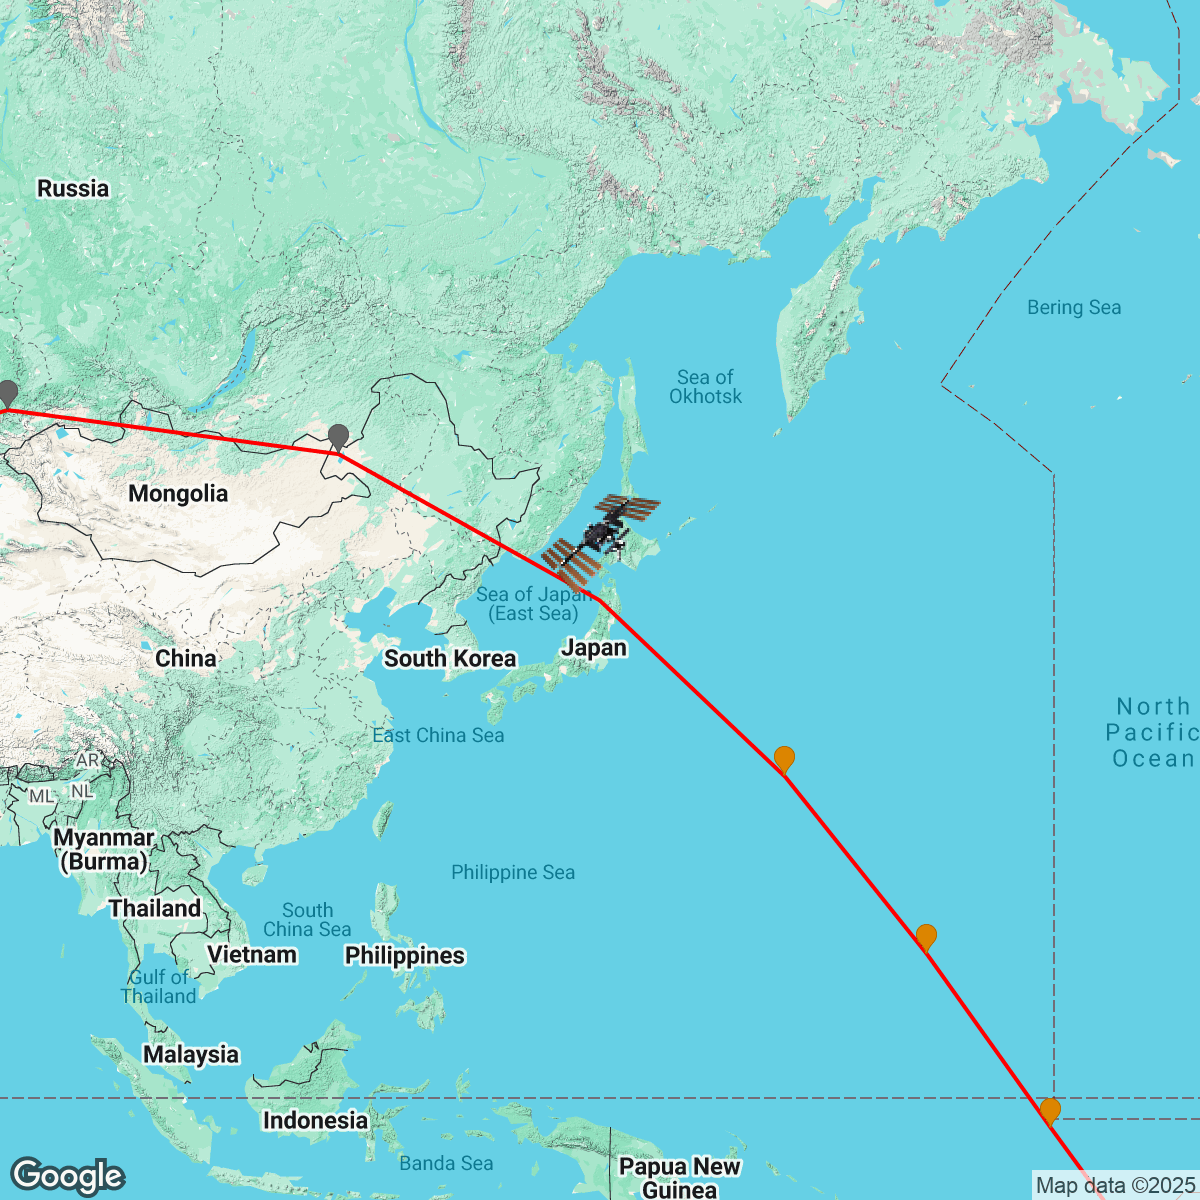 Russia
Bering Sea
Sea of
Okhotsk
Mongolia
Sea of Japan
(East Sea)
Japan
China
South Korea
North
Pacific
Ocean
East China Sea
AR
ML
NL
Myanmar
(Burma)
Philippine Sea
Thailand
South
China Sea
Vietnam
Philippines
Gulf of
Thailand
Malaysia
Indonesia
Banda Sea
Papua New
Guinea
Google
Map data ©2025